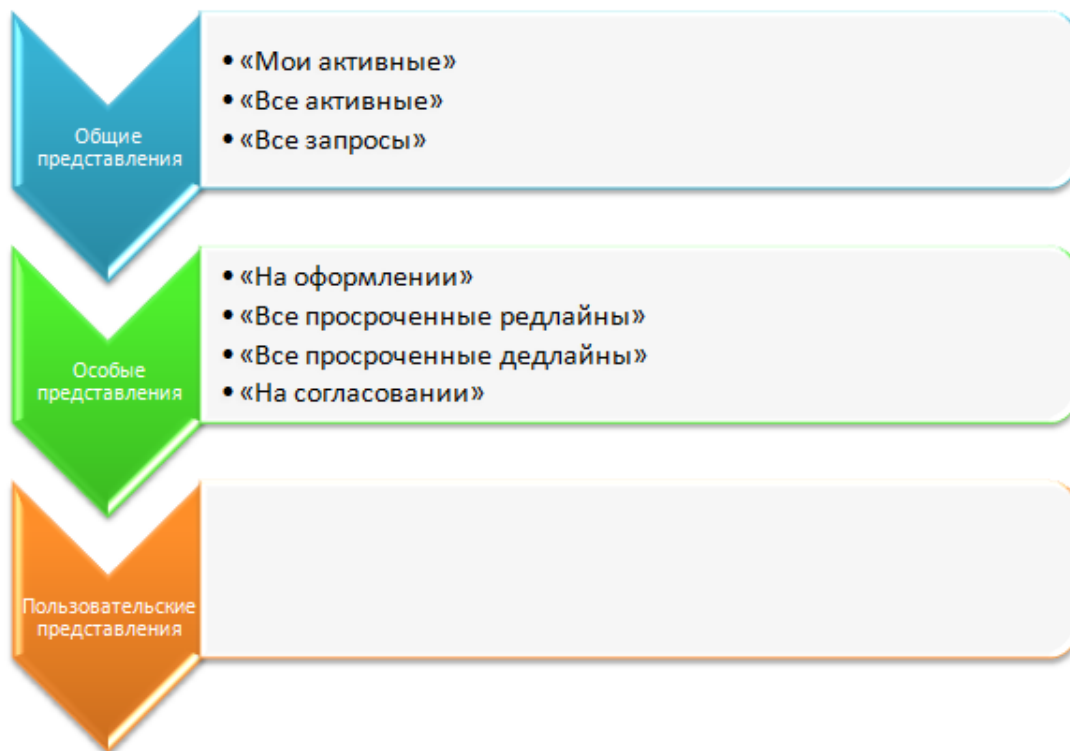 Общие
представления
• «Мои активные»
• «Все активные»
• «Все запросы»
Особые
представления
• «На оформлении»
• «Все просроченные редлайны»
• «Все просроченные дедлайны»
• «На согласовании»
Пользовательские
представления